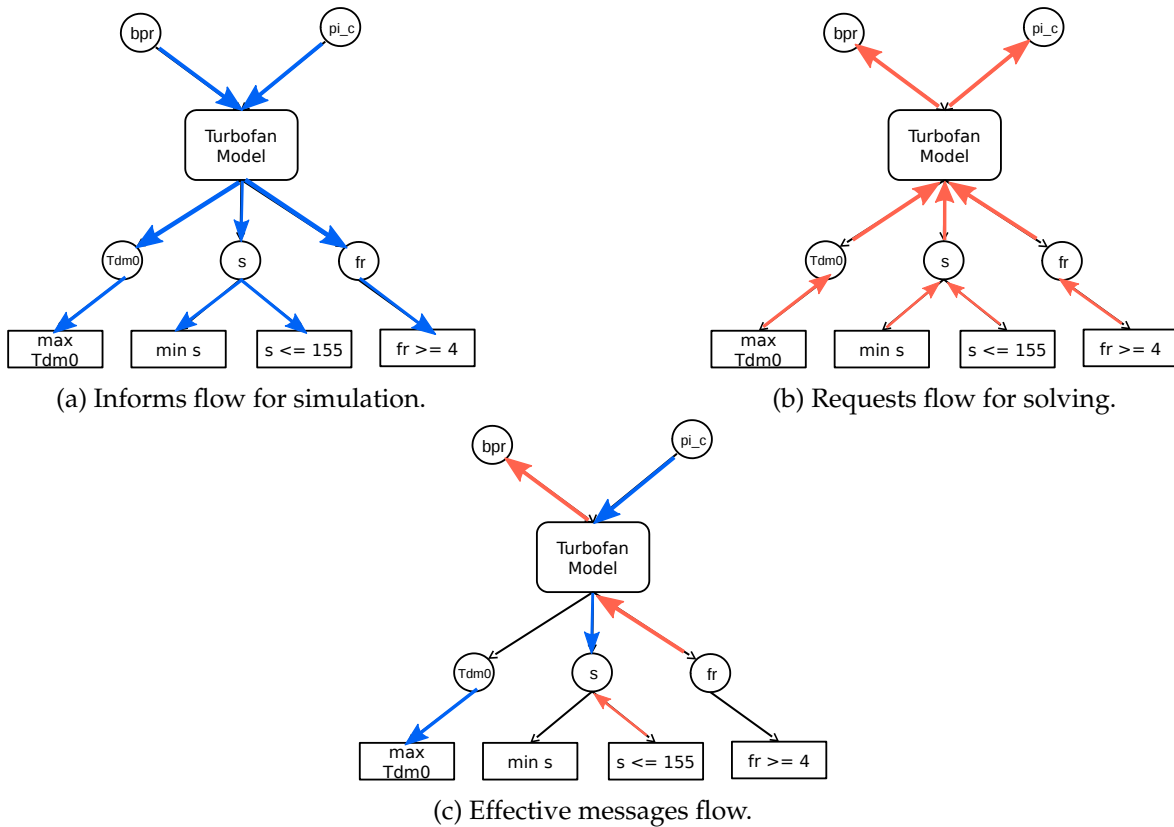 bpr
pi_c
Turbofan
Model
Tdm0
s
fr
max
Tdm0
min s
s <= 155
fr >= 4
(a) Informs flow for simulation.
bpr
pi_c
Turbofan
Model
Tdm0
s
fr
max
Tdm0
min s
s <= 155
fr >= 4
(b) Requests flow for solving.
bpr
pi_c
Turbofan
Model
Tdm0
s
fr
max
Tdm0
min s
s <= 155
fr >= 4
(c) Effective messages flow.